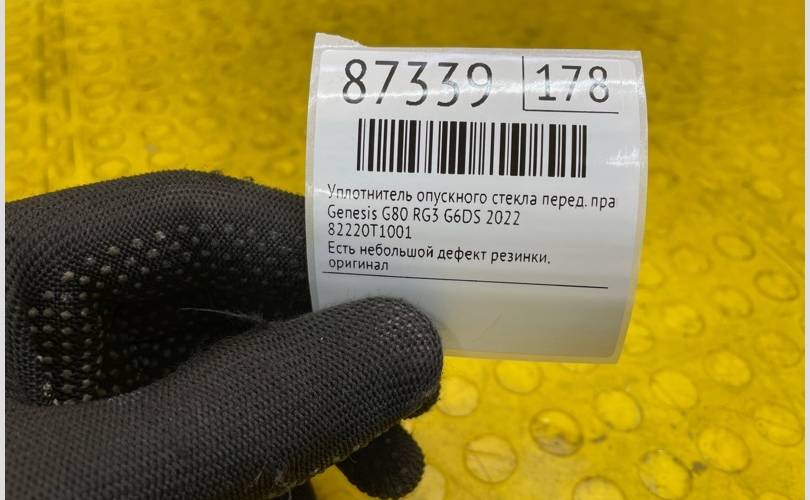 87339 178
Уплотнитель опускного стекла перед. пра
Genesis G80 RG3 G6DS 2022
82220T1001
Есть небольшой дефект резинки.
оригинал